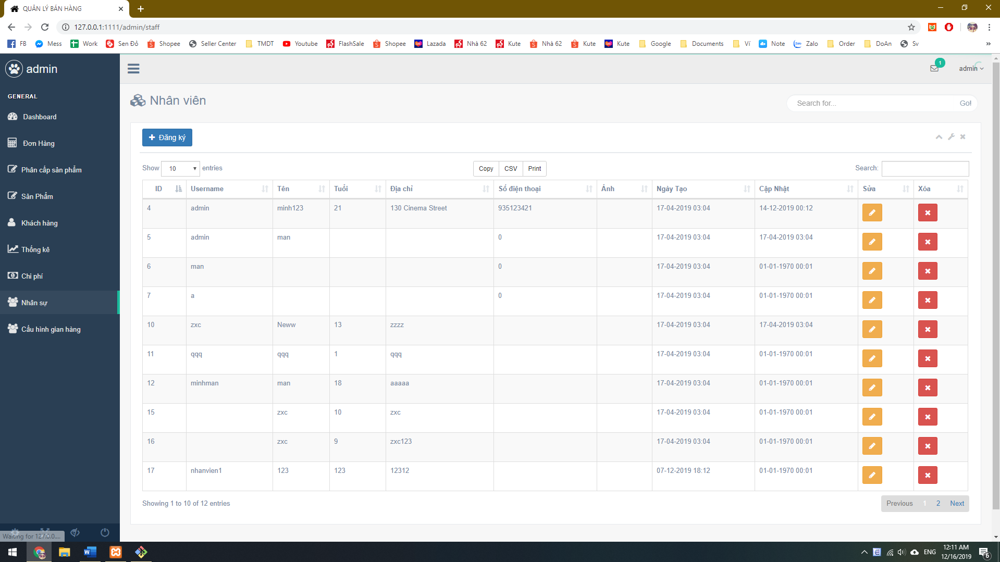 QUẢN LÝ BÁN HÀNG
127.0.0.1:1111/admin/staff
FB Mess Work Sen Đỏ Shopee Seller Center TMDT Youtube FlashSale Shopee Lazada Nhà 62 Kute Nhà 62 Kute Kute Google Documents Ví Note Zalo Order DoAn Sv »
admin
1
admin
GENERAL
Dashboard
Đơn Hàng
Phân cấp sản phẩm
Sản Phẩm
Khách hàng
Thống kê
Chi phí
Nhân sự
Cấu hình gian hàng
Nhân viên
Search for... Go!
Đăng ký
Show 10 entries
Copy CSV Print
Search:
ID Username Tên Tuổi Địa chỉ Số điện thoại Ảnh Ngày Tạo Cập Nhật Sửa Xóa
4 admin minh123 21 130 Cinema Street 935123421 17-04-2019 03:04 14-12-2019 00:12
5 admin man 0 17-04-2019 03:04 17-04-2019 03:04
6 man 0 17-04-2019 03:04 01-01-1970 00:01
7 a 0 17-04-2019 03:04 01-01-1970 00:01
10 zxc Neww 13 zzzz 17-04-2019 03:04 17-04-2019 03:04
11 qqq qqq 1 qqq 17-04-2019 03:04 01-01-1970 00:01
12 minhman man 18 aaaaa 17-04-2019 03:04 01-01-1970 00:01
15 zxc 10 zxc 17-04-2019 03:04 01-01-1970 00:01
16 zxc 9 zxc123 17-04-2019 03:04 01-01-1970 00:01
17 nhanvien1 123 123 12312 07-12-2019 18:12 01-01-1970 00:01
Showing 1 to 10 of 12 entries
Previous 1 2 Next
Waiting for 127.0.0....
ENG
12:11 AM
12/16/2019
6